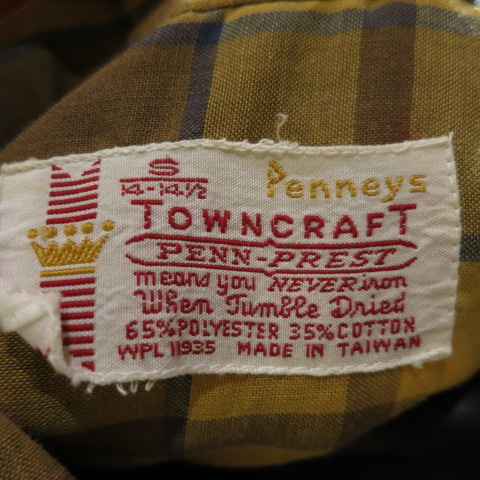 S
14-14½
Penneys
TOWNCRAFT
PENN-PREST
means you NEVER iron
When Tumble Dried
65% POLYESTER 35% COTTON
WPL 11935 MADE IN TAIWAN